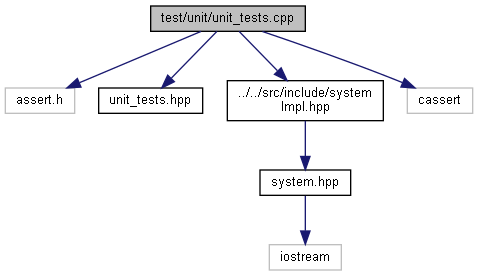 test/unit/unit_tests.cpp
assert.h
unit_tests.hpp
../../src/include/system
Impl.hpp
cassert
system.hpp
iostream